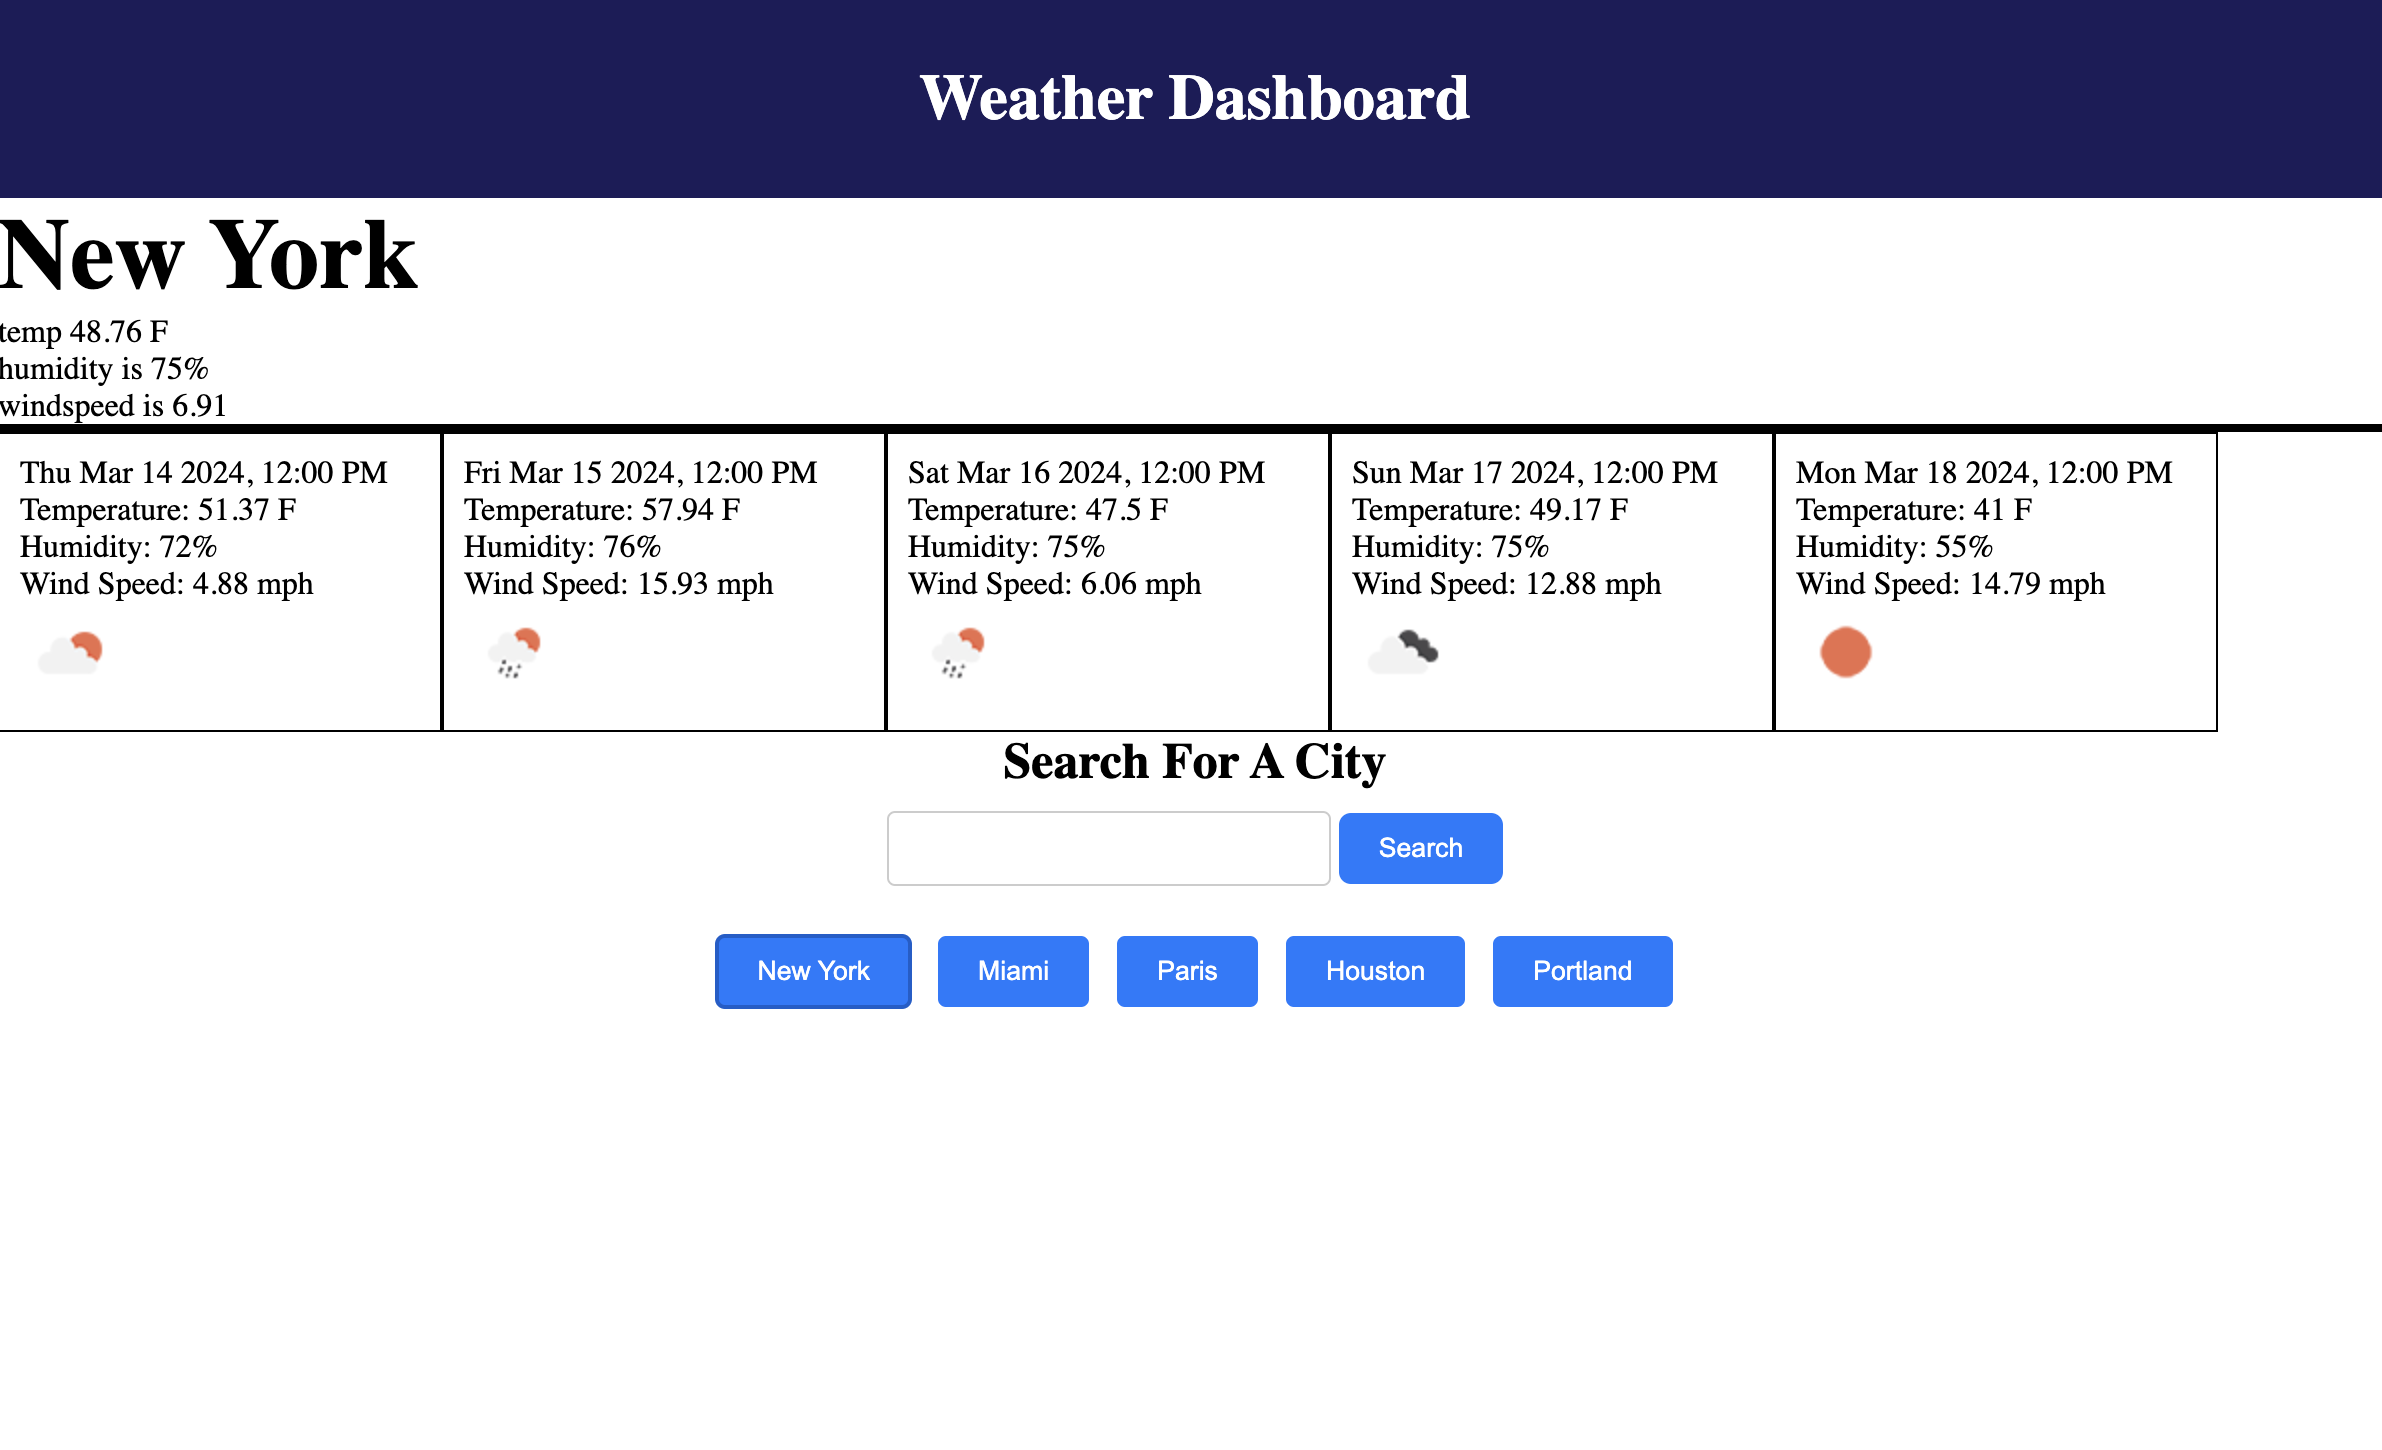 Weather Dashboard
New York
temp 48.76 F
humidity is 75%
windspeed is 6.91
Thu Mar 14 2024, 12:00 PM
Temperature: 51.37 F
Humidity: 72%
Wind Speed: 4.88 mph
Fri Mar 15 2024, 12:00 PM
Temperature: 57.94 F
Humidity: 76%
Wind Speed: 15.93 mph
Sat Mar 16 2024, 12:00 PM
Temperature: 47.5 F
Humidity: 75%
Wind Speed: 6.06 mph
Sun Mar 17 2024, 12:00 PM
Temperature: 49.17 F
Humidity: 75%
Wind Speed: 12.88 mph
Mon Mar 18 2024, 12:00 PM
Temperature: 41 F
Humidity: 55%
Wind Speed: 14.79 mph
Search For A City
Search
New York
Miami
Paris
Houston
Portland